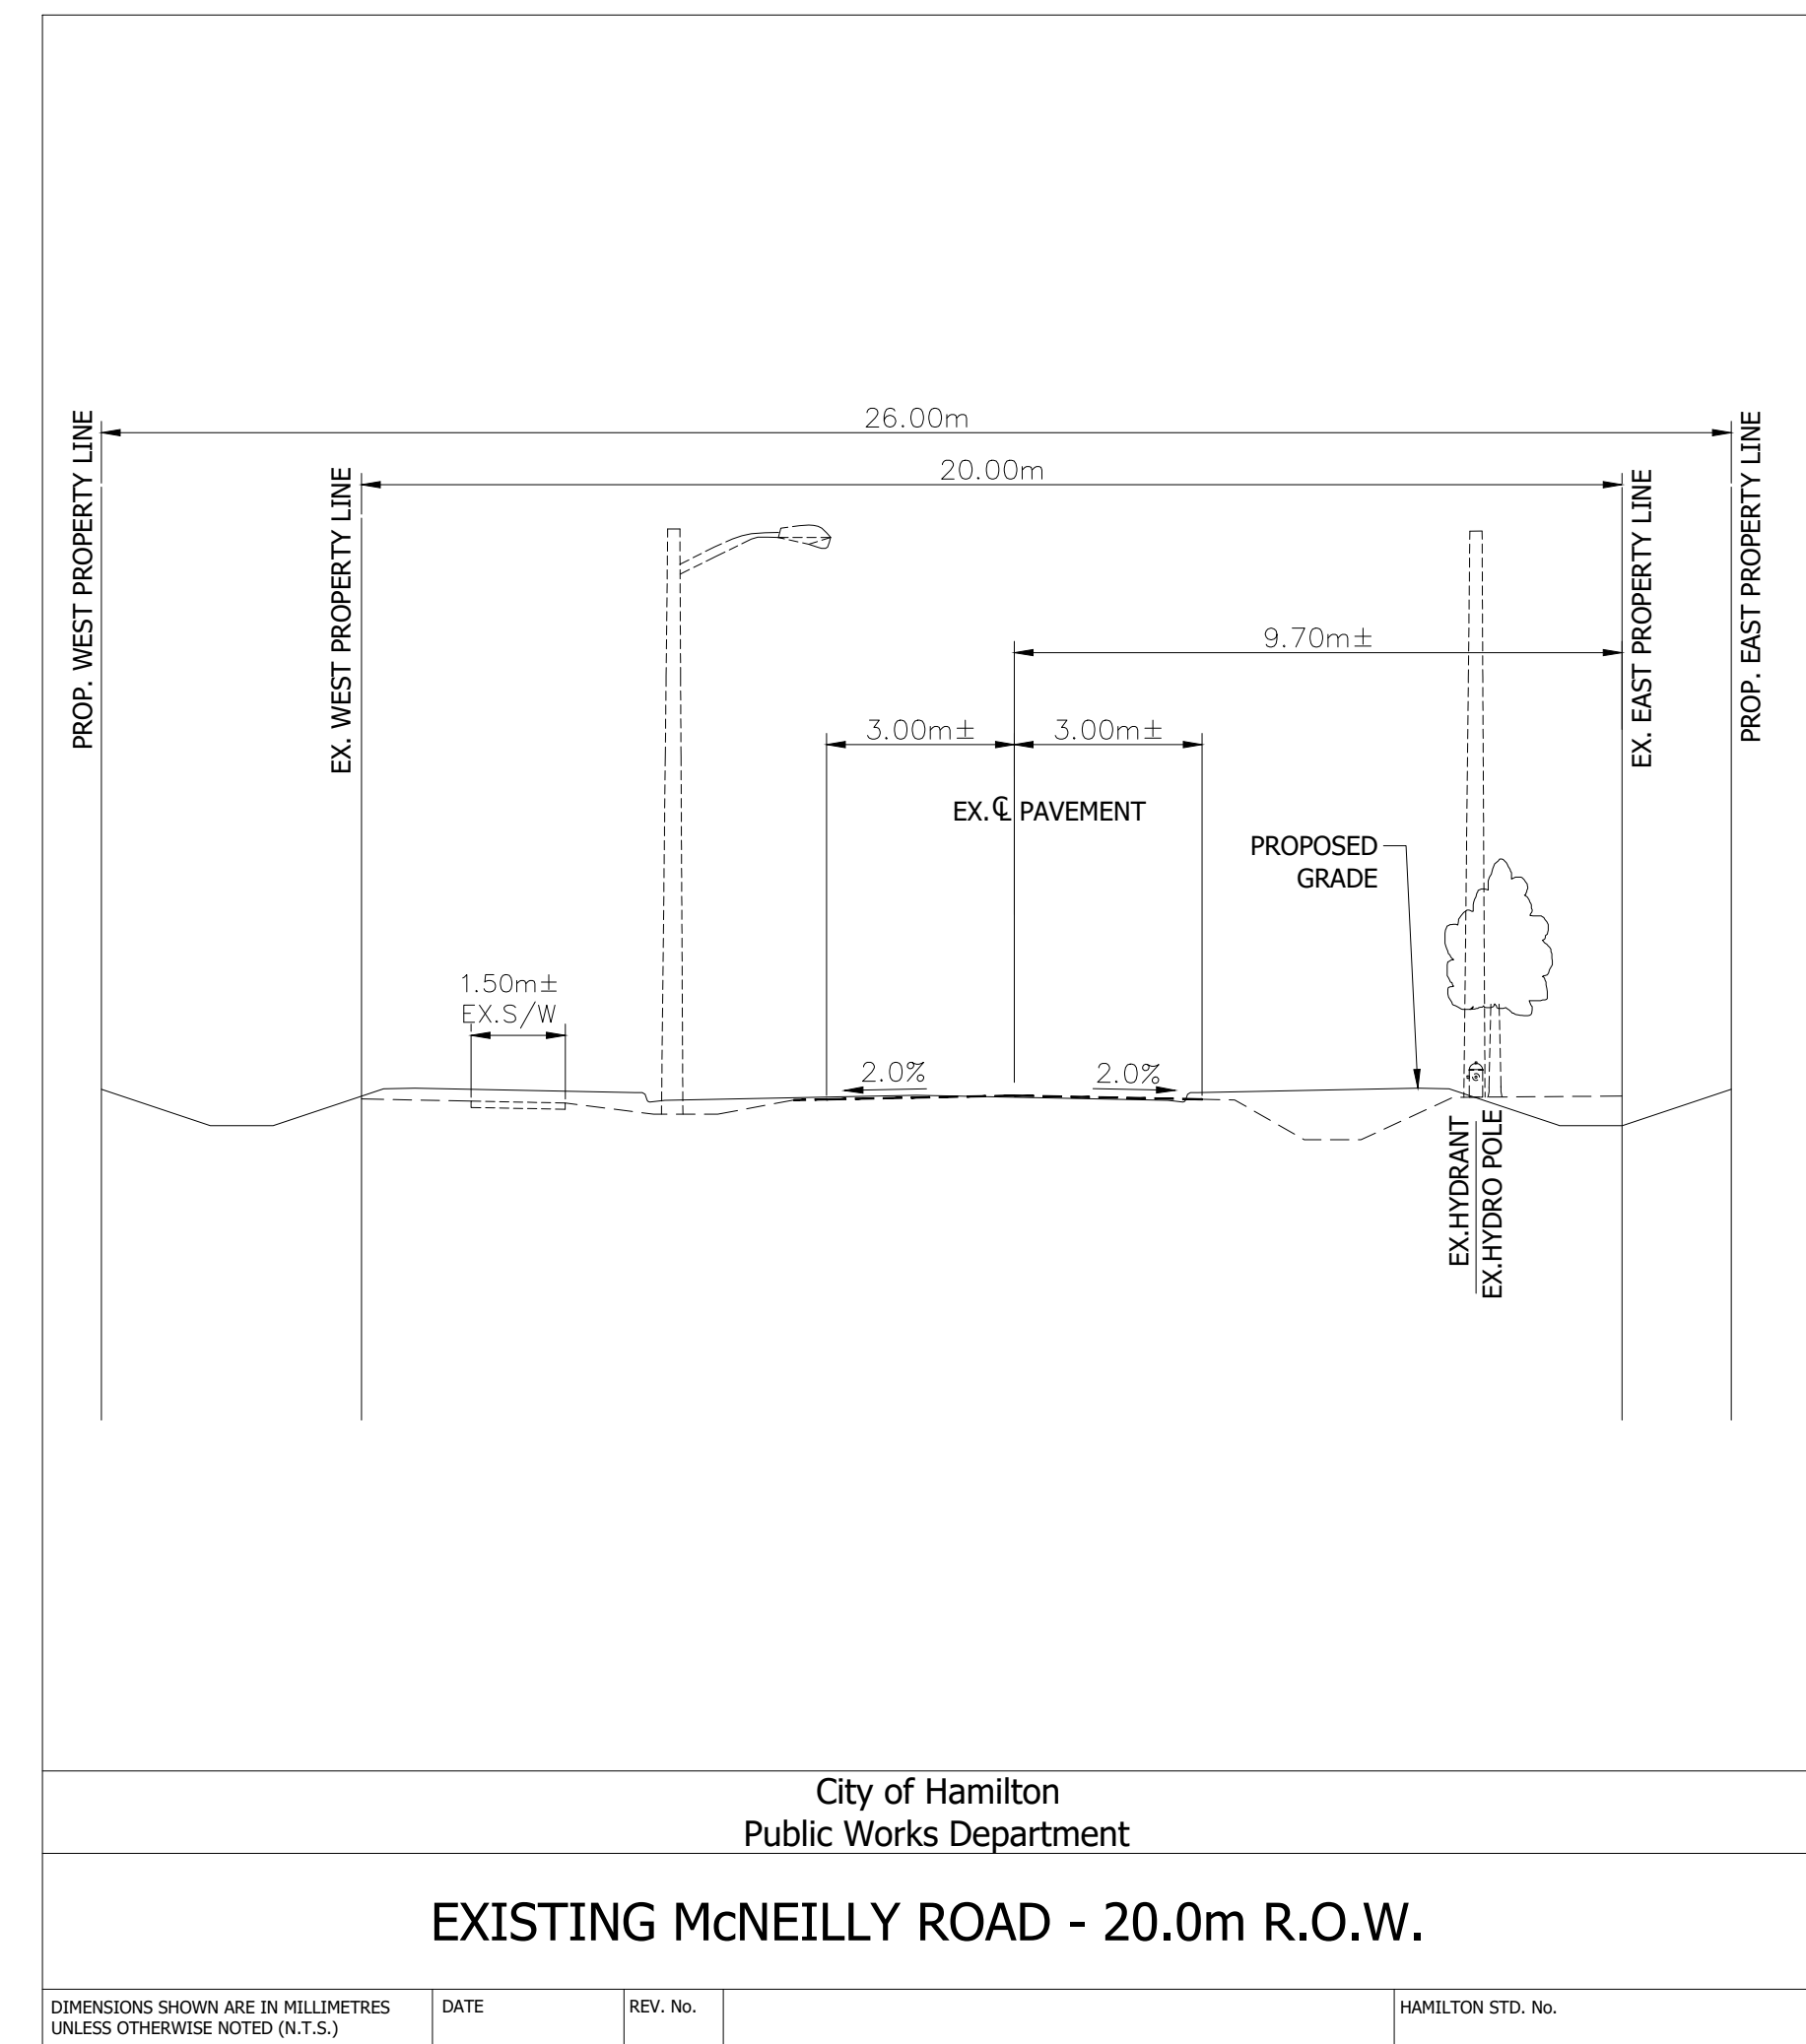 26.00m
20.00m
PROP. WEST PROPERTY LINE
EX. WEST PROPERTY LINE
EX. EAST PROPERTY LINE
PROP. EAST PROPERTY LINE
9.70m±
3.00m±
3.00m±
EX. ℄ PAVEMENT
PROPOSED
GRADE
1.50m±
EX.S/W
2.0%
2.0%
EX.HYDRANT
EX.HYDRO POLE
City of Hamilton
Public Works Department
EXISTING McNEILLY ROAD - 20.0m R.O.W.
DIMENSIONS SHOWN ARE IN MILLIMETRES
UNLESS OTHERWISE NOTED (N.T.S.)
DATE
REV. No.
HAMILTON STD. No.